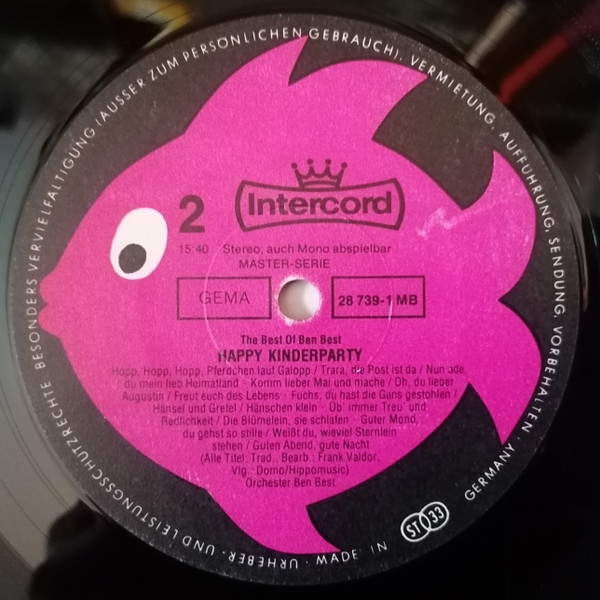 URHEBER- UND LEISTUNGSSCHUTZRECHTE BESONDERS VERVIELFÄLTIGUNG (AUSSER ZUM PERSÖNLICHEN GEBRAUCH), VERMIETUNG, AUFFÜHRUNG, SENDUNG, VORBEHALTEN ·
2
Intercord
15:40 Stereo, auch Mono abspielbar
MASTER-SERIE
GEMA
28 739-1 MB
The Best Of Ben Best
HAPPY KINDERPARTY
Hopp, Hopp, Hopp, Pferdchen lauf Galopp / Trara, die Post ist da / Nun ade,
du mein lieb Heimatland - Komm lieber Mai und mache / Oh, du lieber
Augustin / Freut euch des Lebens - Fuchs, du hast die Gans gestohlen /
Hänsel und Gretel / Hänschen klein - Üb' immer Treu' und
Redlichkeit / Die Blümelein, sie schlafen - Guter Mond,
du gehst so stille / Weißt du, wieviel Sternlein
stehen / Guten Abend, gute Nacht
(Alle Titel: Trad., Bearb.: Frank Valdor,
Vlg.: Domo/Hippomusic)
Orchester Ben Best
MADE IN
ST 33
GERMANY